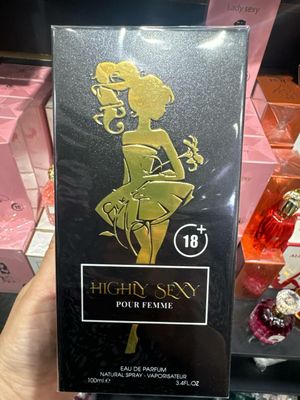 Lady sexy
18+
HIGHLY SEXY
POUR FEMME
EAU DE PARFUM
NATURAL SPRAY - VAPORISATEUR
100ml℮ 3.4FL.OZ